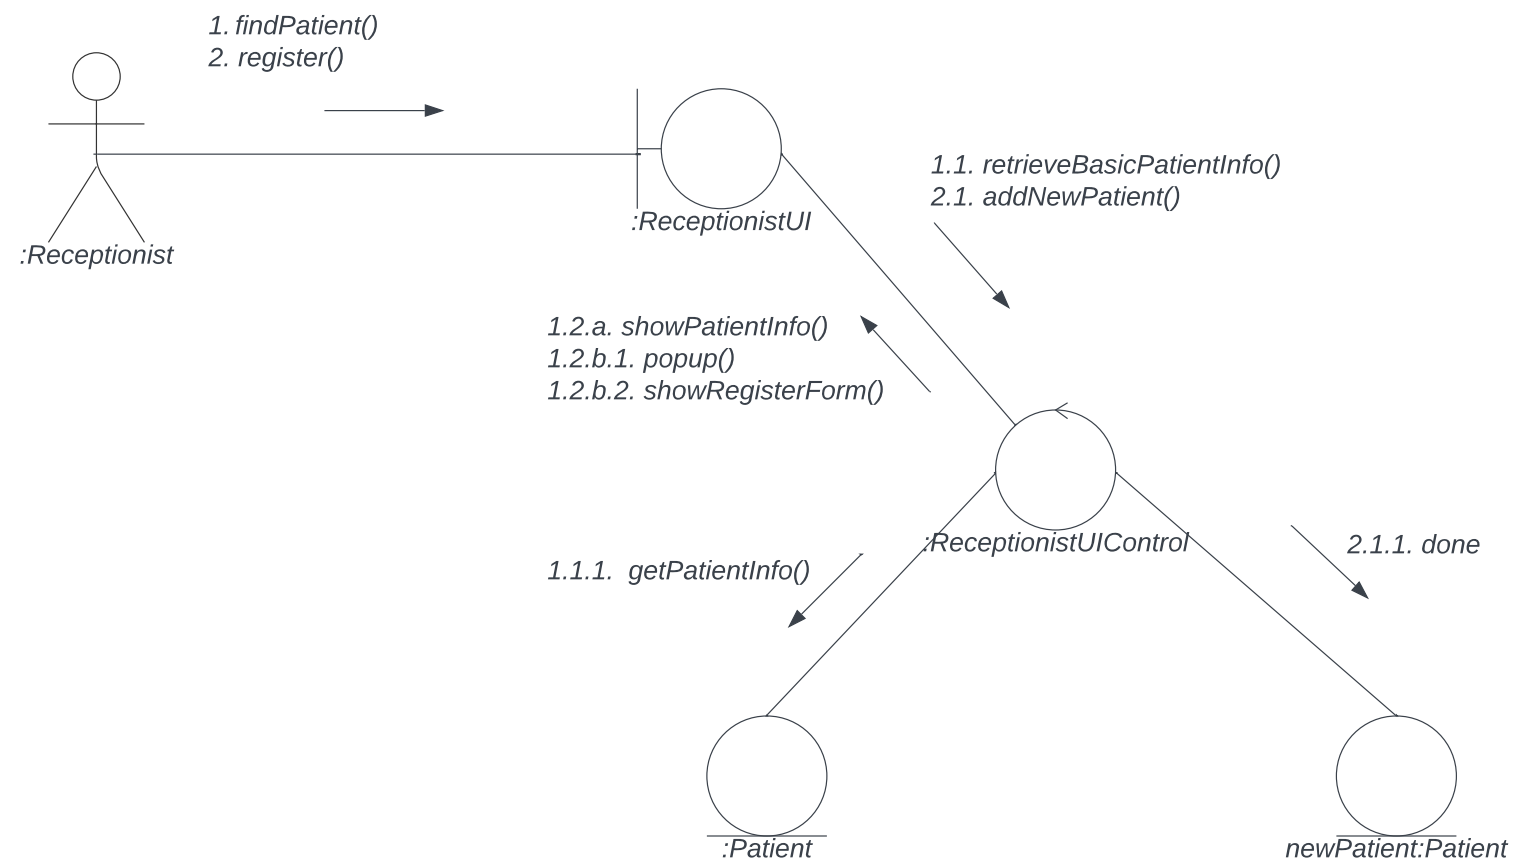 1. findPatient()
2. register()
:Receptionist
:ReceptionistUI
1.1. retrieveBasicPatientInfo()
2.1. addNewPatient()
1.2.a. showPatientInfo()
1.2.b.1. popup()
1.2.b.2. showRegisterForm()
:ReceptionistUIControl
1.1.1. getPatientInfo()
2.1.1. done
:Patient
newPatient:Patient